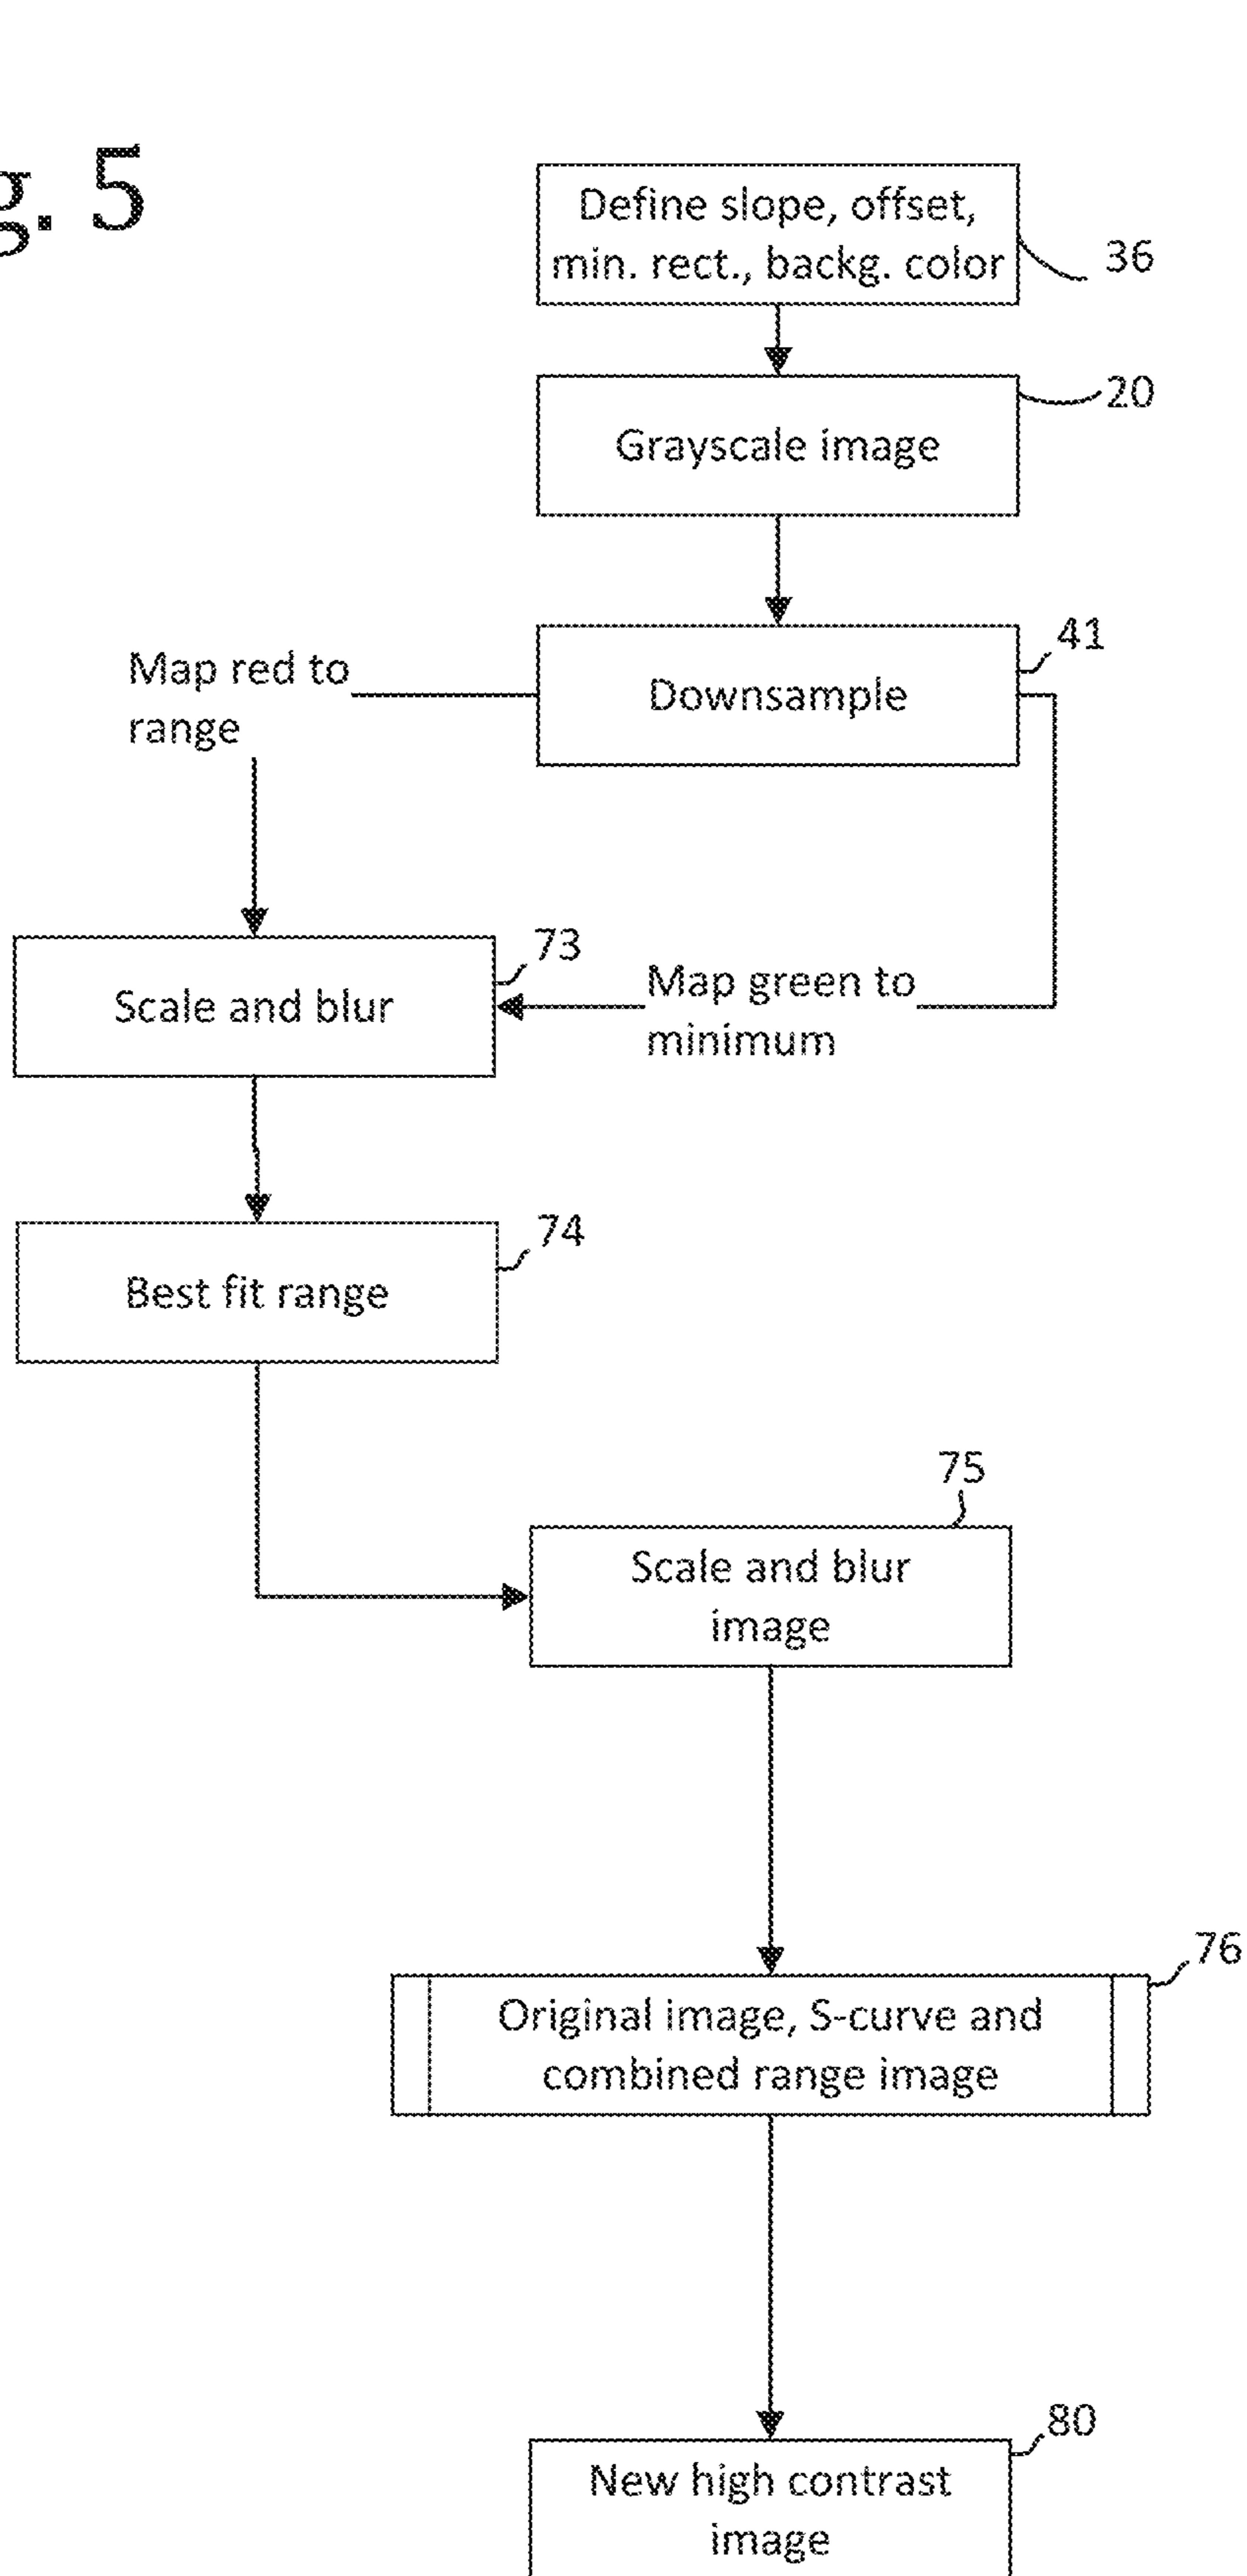 g. 5
Define slope, offset,
min. rect., backg. color
36
20
Grayscale image
41
Map red to
range
Downsample
73
Scale and blur
Map green to
minimum
74
Best fit range
75
Scale and blur
image
76
Original image, S-curve and
combined range image
80
New high contrast
image